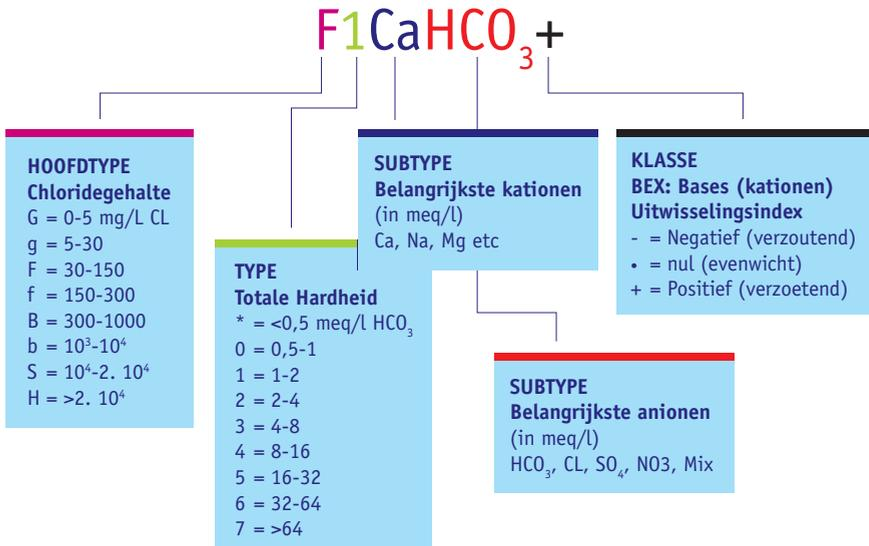 F1CaHCO₃+
HOOFDTYPE
Chloridegehalte
G = 0-5 mg/L CL
g = 5-30
F = 30-150
f = 150-300
B = 300-1000
b = 10³-10⁴
S = 10⁴-2. 10⁴
H = >2. 10⁴
TYPE
Totale Hardheid
* = <0,5 meq/l HCO₃
0 = 0,5-1
1 = 1-2
2 = 2-4
3 = 4-8
4 = 8-16
5 = 16-32
6 = 32-64
7 = >64
SUBTYPE
Belangrijkste kationen
(in meq/l)
Ca, Na, Mg etc
SUBTYPE
Belangrijkste anionen
(in meq/l)
HCO₃, CL, SO₄, NO3, Mix
KLASSE
BEX: Bases (kationen)
Uitwisselingsindex
- = Negatief (verzoutend)
• = nul (evenwicht)
+ = Positief (verzoetend)